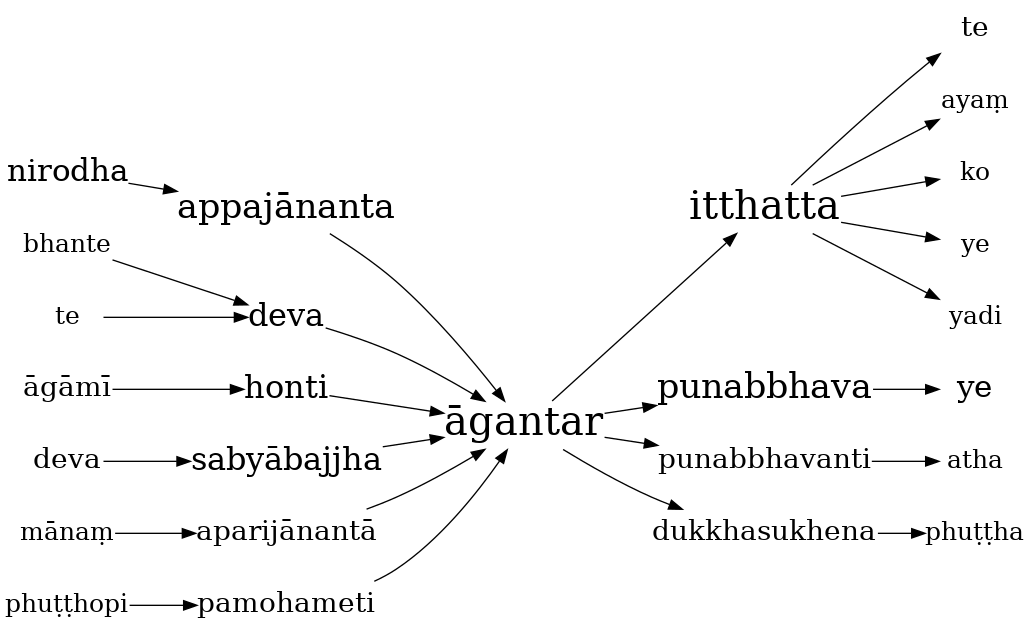 te
ayaṃ
nirodha
ko
appajānanta
itthatta
bhante
ye
te
deva
yadi
āgāmī
honti
punabbhava
ye
āgantar
deva
sabyābajjha
punabbhavanti
atha
mānaṃ
aparijānantā
dukkhasukhena
phuṭṭha
phuṭṭhopi
pamohameti